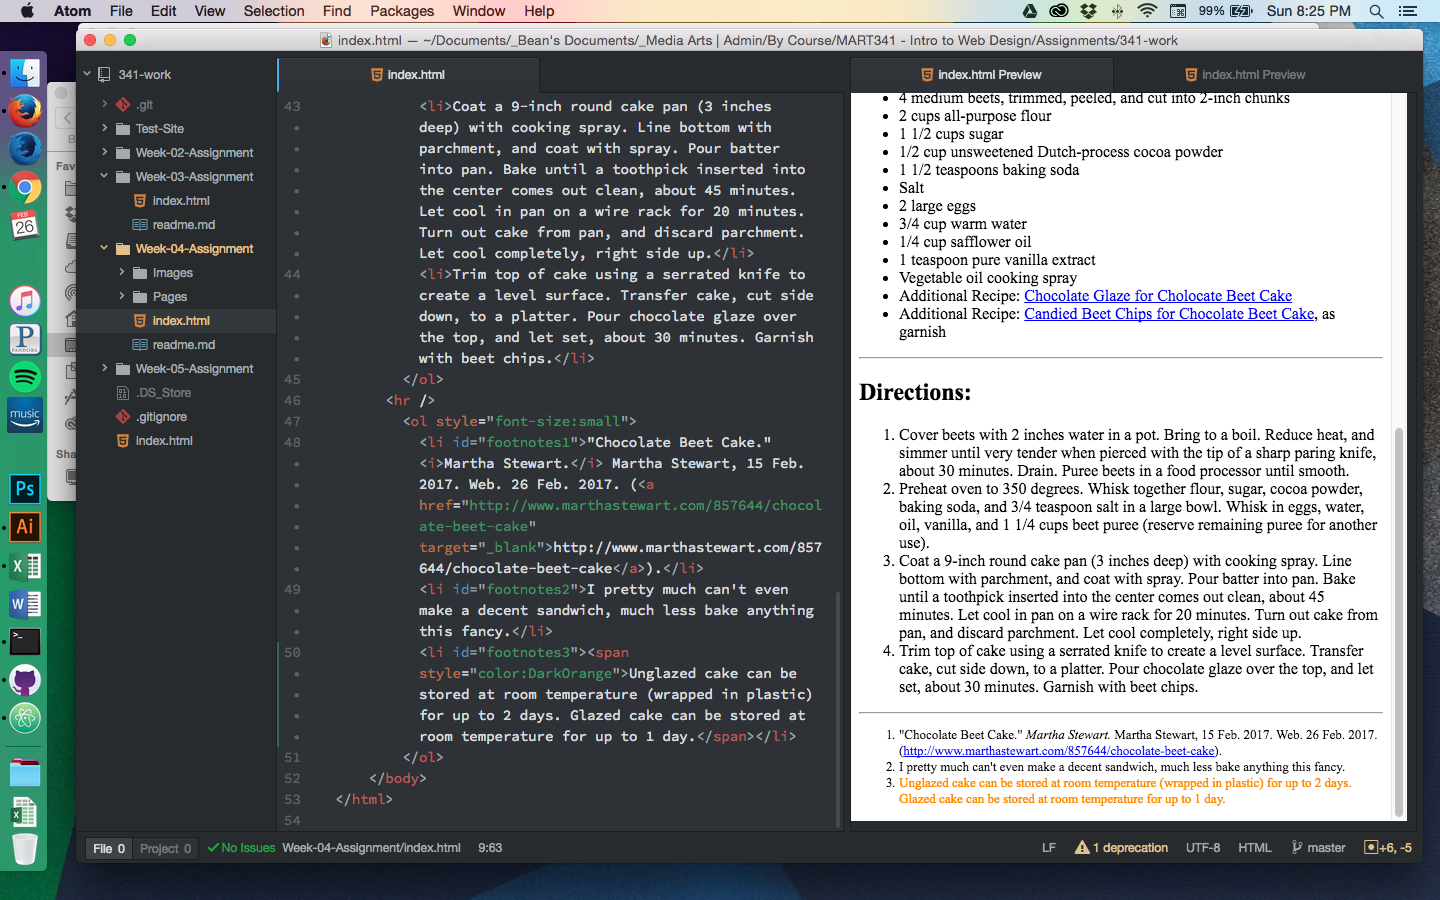 Atom File Edit View Selection Find Packages Window Help 99% Sun 8:25 PM
index.html — ~/Documents/_Bean's Documents/_Media Arts | Admin/By Course/MART341 - Intro to Web Design/Assignments/341-work
341-work
.git
Test-Site
Week-02-Assignment
Week-03-Assignment
index.html
readme.md
Week-04-Assignment
Images
Pages
index.html
readme.md
Week-05-Assignment
.DS_Store
.gitignore
index.html
Fav
Sha
FEB
26
PANDORA
music
Ps
Ai
index.html
43 <li>Coat a 9-inch round cake pan (3 inches
deep) with cooking spray. Line bottom with
parchment, and coat with spray. Pour batter
into pan. Bake until a toothpick inserted into
the center comes out clean, about 45 minutes.
Let cool in pan on a wire rack for 20 minutes.
Turn out cake from pan, and discard parchment.
Let cool completely, right side up.</li>
44 <li>Trim top of cake using a serrated knife to
create a level surface. Transfer cake, cut side
down, to a platter. Pour chocolate glaze over
the top, and let set, about 30 minutes. Garnish
with beet chips.</li>
45 </ol>
46 <hr />
47 <ol style="font-size:small">
48 <li id="footnotes1">"Chocolate Beet Cake."
<i>Martha Stewart.</i> Martha Stewart, 15 Feb.
2017. Web. 26 Feb. 2017. (<a
href="http://www.marthastewart.com/857644/chocol
ate-beet-cake"
target="_blank">http://www.marthastewart.com/857
644/chocolate-beet-cake</a>).</li>
49 <li id="footnotes2">I pretty much can't even
make a decent sandwich, much less bake anything
this fancy.</li>
50 <li id="footnotes3"><span
style="color:DarkOrange">Unglazed cake can be
stored at room temperature (wrapped in plastic)
for up to 2 days. Glazed cake can be stored at
room temperature for up to 1 day.</span></li>
51 </ol>
52 </body>
53 </html>
54
index.html Preview
index.html Preview
4 medium beets, trimmed, peeled, and cut into 2-inch chunks
2 cups all-purpose flour
1 1/2 cups sugar
1/2 cup unsweetened Dutch-process cocoa powder
1 1/2 teaspoons baking soda
Salt
2 large eggs
3/4 cup warm water
1/4 cup safflower oil
1 teaspoon pure vanilla extract
Vegetable oil cooking spray
Additional Recipe: Chocolate Glaze for Cholocate Beet Cake
Additional Recipe: Candied Beet Chips for Chocolate Beet Cake, as
garnish
Directions:
1. Cover beets with 2 inches water in a pot. Bring to a boil. Reduce heat, and
simmer until very tender when pierced with the tip of a sharp paring knife,
about 30 minutes. Drain. Puree beets in a food processor until smooth.
2. Preheat oven to 350 degrees. Whisk together flour, sugar, cocoa powder,
baking soda, and 3/4 teaspoon salt in a large bowl. Whisk in eggs, water,
oil, vanilla, and 1 1/4 cups beet puree (reserve remaining puree for another
use).
3. Coat a 9-inch round cake pan (3 inches deep) with cooking spray. Line
bottom with parchment, and coat with spray. Pour batter into pan. Bake
until a toothpick inserted into the center comes out clean, about 45
minutes. Let cool in pan on a wire rack for 20 minutes. Turn out cake from
pan, and discard parchment. Let cool completely, right side up.
4. Trim top of cake using a serrated knife to create a level surface. Transfer
cake, cut side down, to a platter. Pour chocolate glaze over the top, and let
set, about 30 minutes. Garnish with beet chips.
1. "Chocolate Beet Cake." Martha Stewart. Martha Stewart, 15 Feb. 2017. Web. 26 Feb. 2017.
(http://www.marthastewart.com/857644/chocolate-beet-cake).
2. I pretty much can't even make a decent sandwich, much less bake anything this fancy.
3. Unglazed cake can be stored at room temperature (wrapped in plastic) for up to 2 days.
Glazed cake can be stored at room temperature for up to 1 day.
File 0 Project 0 No Issues Week-04-Assignment/index.html 9:63 LF 1 deprecation UTF-8 HTML master +6, -5